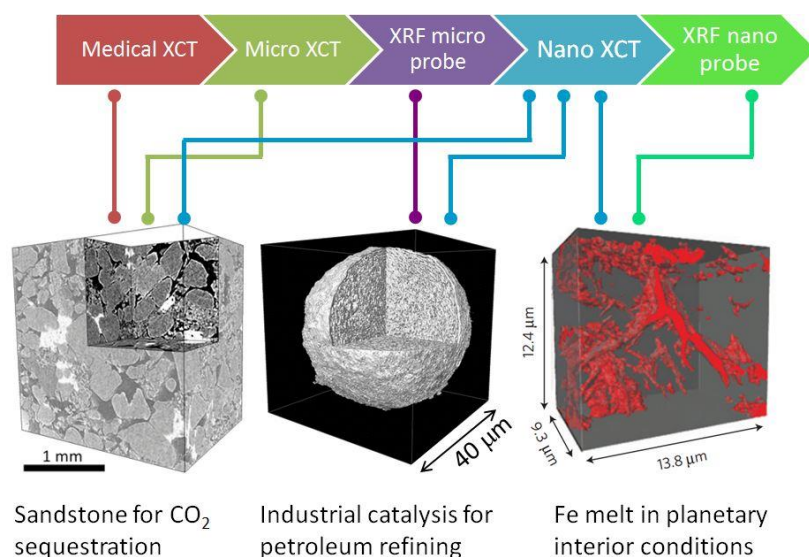 Medical XCT
Micro XCT
XRF micro
probe
Nano XCT
XRF nano
probe
1 mm
40 μm
12.4 μm
9.3 μm
13.8 μm
Sandstone for CO₂
sequestration
Industrial catalysis for
petroleum refining
Fe melt in planetary
interior conditions